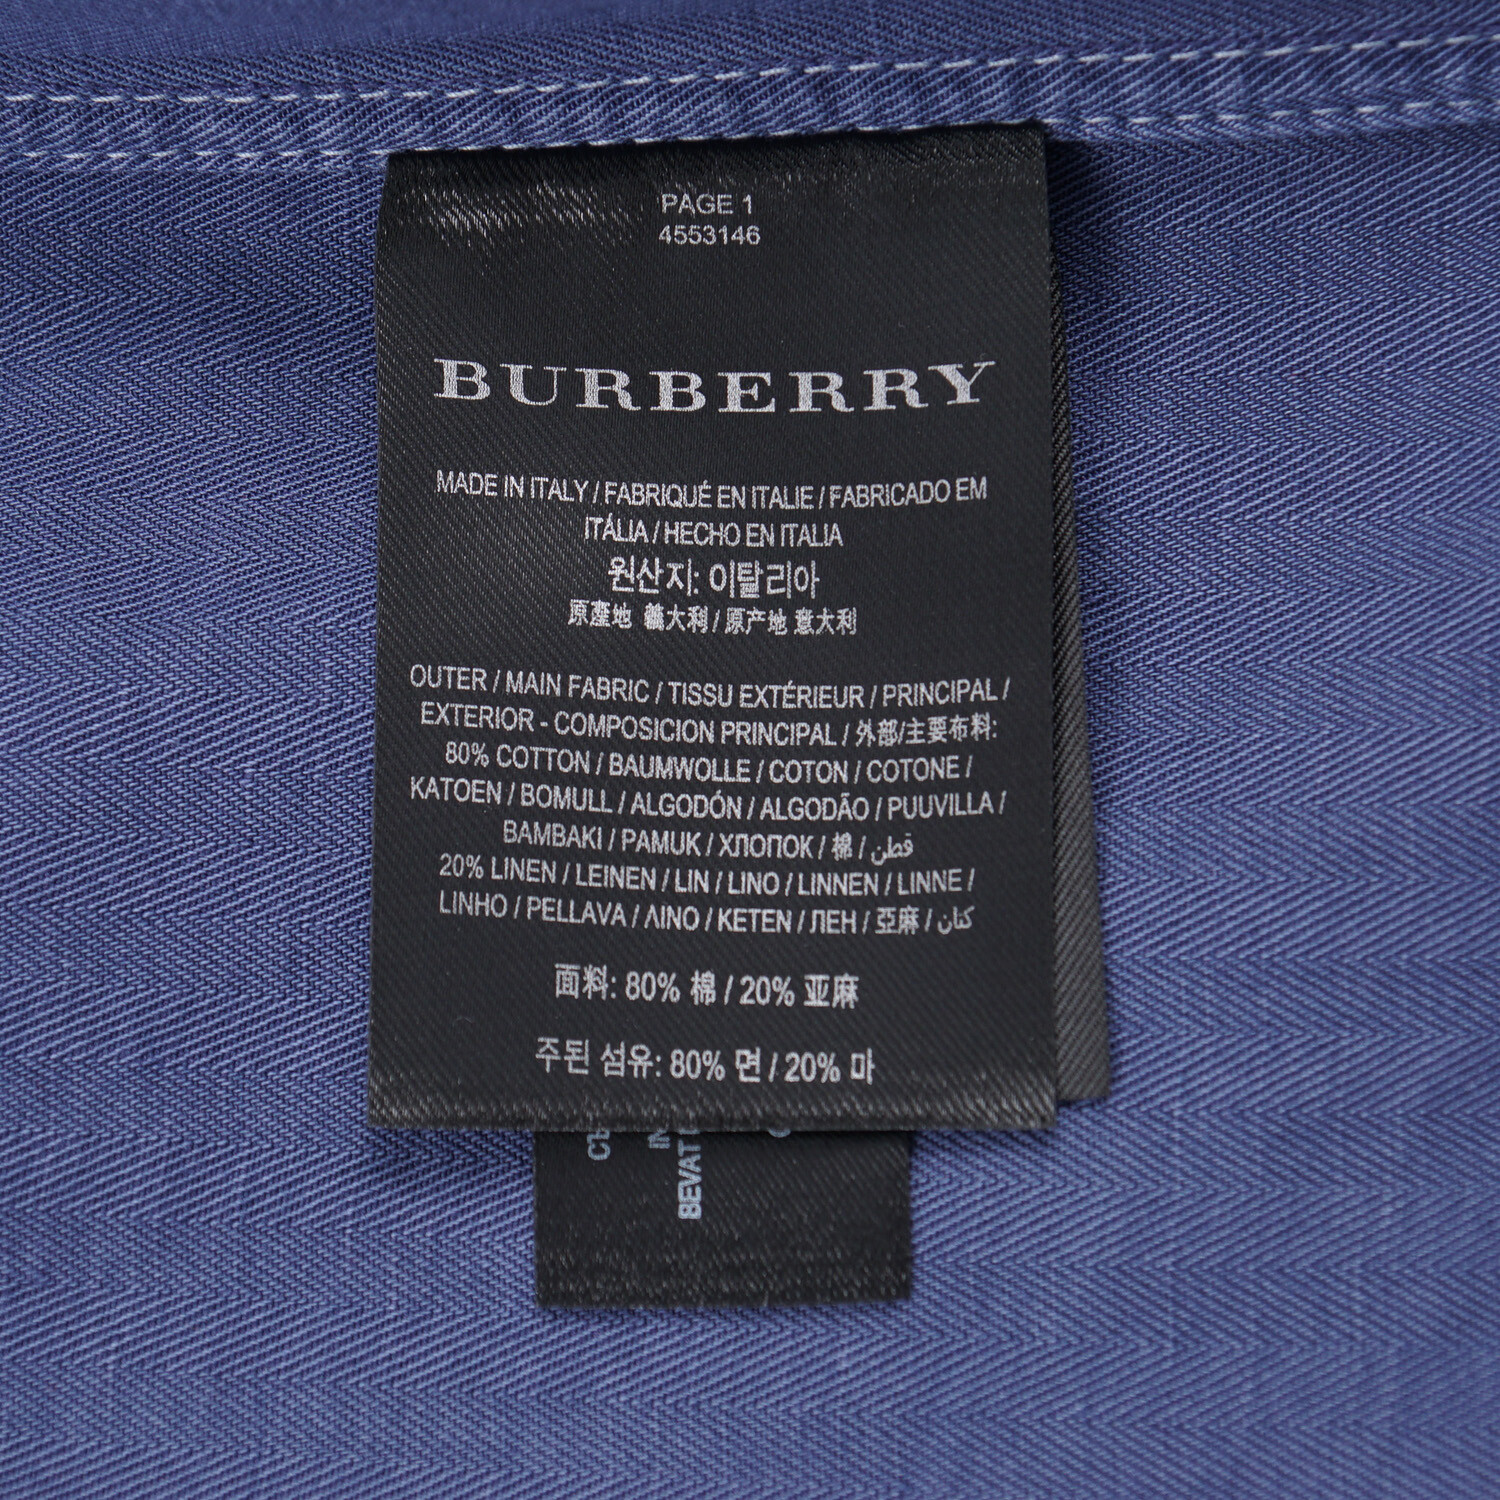 PAGE 1
4553146
BURBERRY
MADE IN ITALY / FABRIQUÉ EN ITALIE / FABRICADO EM
ITÁLIA / HECHO EN ITALIA
원산지: 이탈리아
原產地 義大利 / 原产地 意大利
OUTER / MAIN FABRIC / TISSU EXTÉRIEUR / PRINCIPAL /
EXTERIOR - COMPOSICION PRINCIPAL / 外部/主要布料:
80% COTTON / BAUMWOLLE / COTON / COTONE /
KATOEN / BOMULL / ALGODÓN / ALGODÃO / PUUVILLA /
BAMBAKI / PAMUK / ХЛОПОК / 棉 / قطن
20% LINEN / LEINEN / LIN / LINO / LINNEN / LINNE /
LINHO / PELLAVA / ΛΙΝΟ / KETEN / ЛЕН / 亞麻 / كتان
面料: 80% 棉 / 20% 亚麻
주된 섬유: 80% 면 / 20% 마
BEVAT